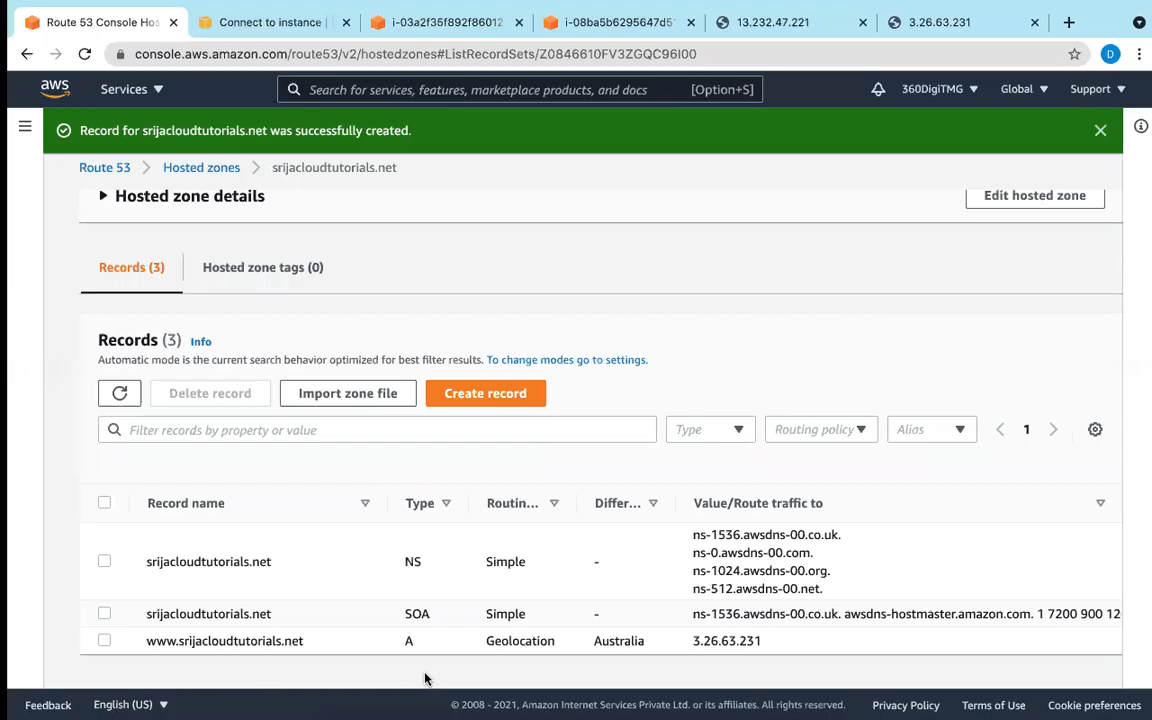 Route 53 Console Hos
Connect to instance |
i-03a2f35f892f86012
i-08ba5b6295647d5
13.232.47.221
3.26.63.231
console.aws.amazon.com/route53/v2/hostedzones#ListRecordSets/Z0846610FV3ZGQC96I00
D
aws
Services
Search for services, features, marketplace products, and docs [Option+S]
360DigiTMG
Global
Support
Record for srijacloudtutorials.net was successfully created.
Route 53
Hosted zones
srijacloudtutorials.net
Hosted zone details
Edit hosted zone
Records (3)
Hosted zone tags (0)
Records (3) Info
Automatic mode is the current search behavior optimized for best filter results. To change modes go to settings.
Delete record
Import zone file
Create record
Filter records by property or value
Type
Routing policy
Alias
1
Record name Type Routin... Differ... Value/Route traffic to
ns-1536.awsdns-00.co.uk.
ns-0.awsdns-00.com.
srijacloudtutorials.net NS Simple -
ns-1024.awsdns-00.org.
ns-512.awsdns-00.net.
srijacloudtutorials.net SOA Simple - ns-1536.awsdns-00.co.uk. awsdns-hostmaster.amazon.com. 1 7200 900 12
www.srijacloudtutorials.net A Geolocation Australia 3.26.63.231
Feedback
English (US)
© 2008 - 2021, Amazon Internet Services Private Ltd. or its affiliates. All rights reserved.
Privacy Policy
Terms of Use
Cookie preferences